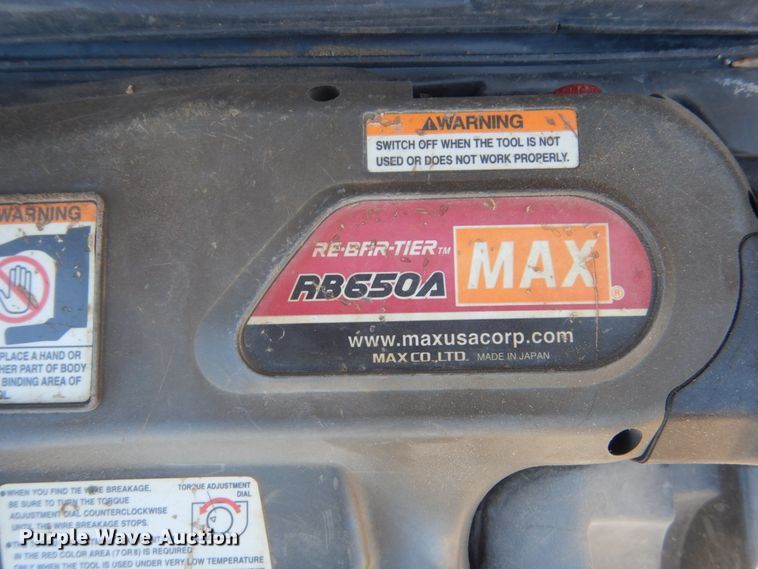 WARNING
SWITCH OFF WHEN THE TOOL IS NOT
USED OR DOES NOT WORK PROPERLY.
WARNING
PLACE A HAND OR
PART OF BODY
BINDING AREA OF
RE-BAR-TIER™
RB650A
MAX®
www.maxusacorp.com
MAX CO.,LTD. MADE IN JAPAN
•WHEN YOU FIND TIE WIRE BREAKAGE,
BE SURE TO TURN THE TORQUE
ADJUSTMENT DIAL COUNTERCLOCKWISE
UNTIL THE WIRE BREAKAGE STOPS.
TORQUE ADJUSTMENT
DIAL
IN THE RED COLOR AREA (7 OR 8) IS REQUIRED
ONLY WHEN THE TOOL IS USED UNDER VERY LOW TEMPERATURE
Purple Wave Auction